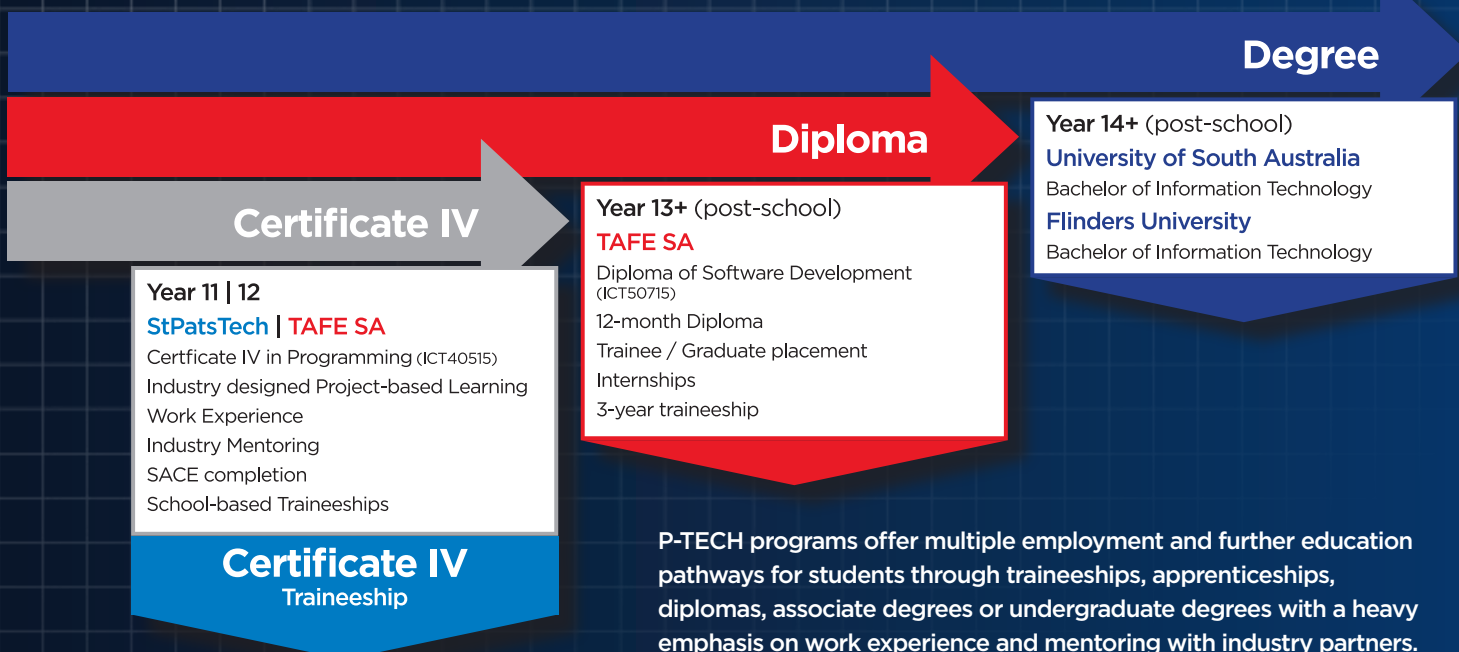 Degree
Diploma
Certificate IV
Year 14+ (post-school)
University of South Australia
Bachelor of Information Technology
Flinders University
Bachelor of Information Technology
Year 13+ (post-school)
TAFE SA
Diploma of Software Development
(ICT50715)
12-month Diploma
Trainee / Graduate placement
Internships
3-year traineeship
Year 11 | 12
StPatsTech | TAFE SA
Certficate IV in Programming (ICT40515)
Industry designed Project-based Learning
Work Experience
Industry Mentoring
SACE completion
School-based Traineeships
Certificate IV
Traineeship
P-TECH programs offer multiple employment and further education
pathways for students through traineeships, apprenticeships,
diplomas, associate degrees or undergraduate degrees with a heavy
emphasis on work experience and mentoring with industry partners.